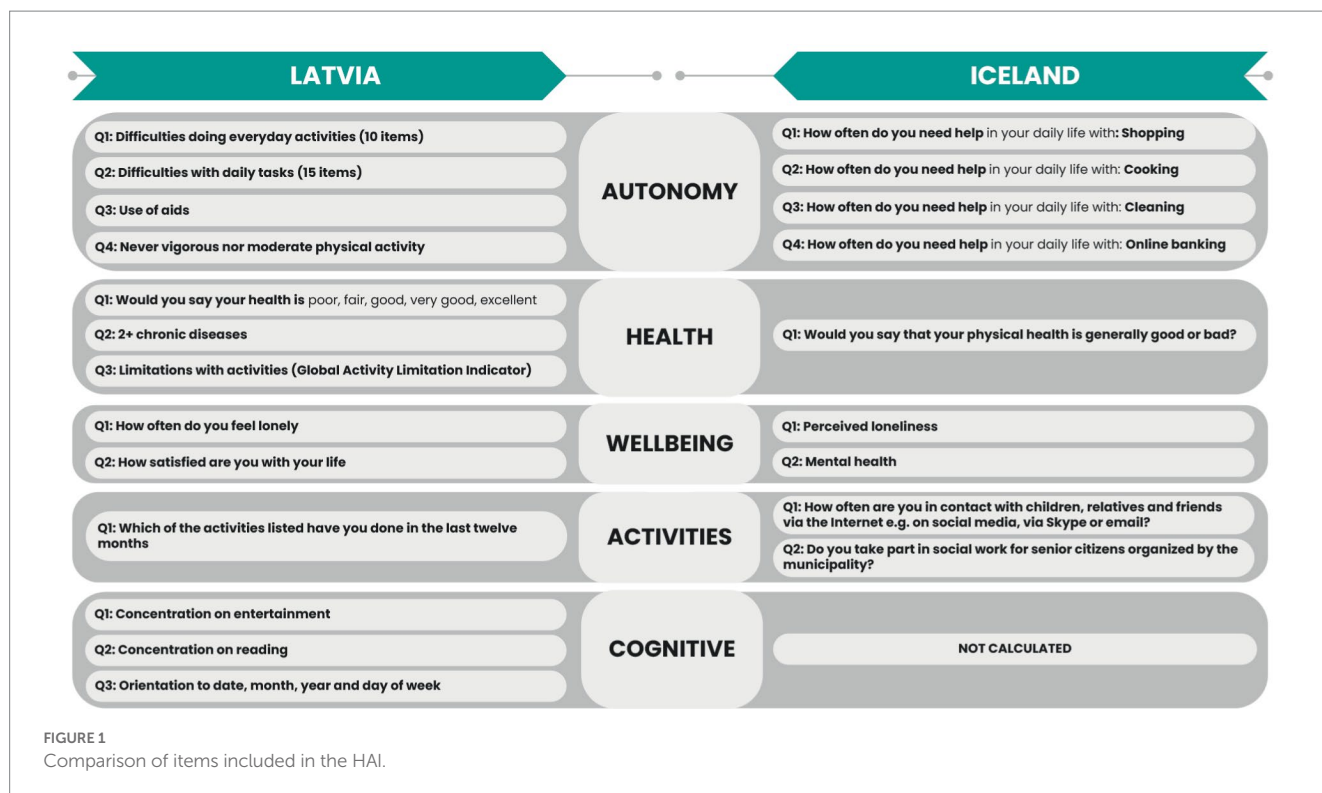 LATVIA
ICELAND
Q1: Difficulties doing everyday activities (10 items)
Q2: Difficulties with daily tasks (15 items)
Q3: Use of aids
Q4: Never vigorous nor moderate physical activity
AUTONOMY
Q1: How often do you need help in your daily life with: Shopping
Q2: How often do you need help in your daily life with: Cooking
Q3: How often do you need help in your daily life with: Cleaning
Q4: How often do you need help in your daily life with: Online banking
Q1: Would you say your health is poor, fair, good, very good, excellent
Q2: 2+ chronic diseases
Q3: Limitations with activities (Global Activity Limitation Indicator)
HEALTH
Q1: Would you say that your physical health is generally good or bad?
Q1: How often do you feel lonely
Q2: How satisfied are you with your life
WELLBEING
Q1: Perceived loneliness
Q2: Mental health
Q1: Which of the activities listed have you done in the last twelve
months
ACTIVITIES
Q1: How often are you in contact with children, relatives and friends
via the Internet e.g. on social media, via Skype or email?
Q2: Do you take part in social work for senior citizens organized by the
municipality?
Q1: Concentration on entertainment
Q2: Concentration on reading
Q3: Orientation to date, month, year and day of week
COGNITIVE
NOT CALCULATED
FIGURE 1
Comparison of items included in the HAI.